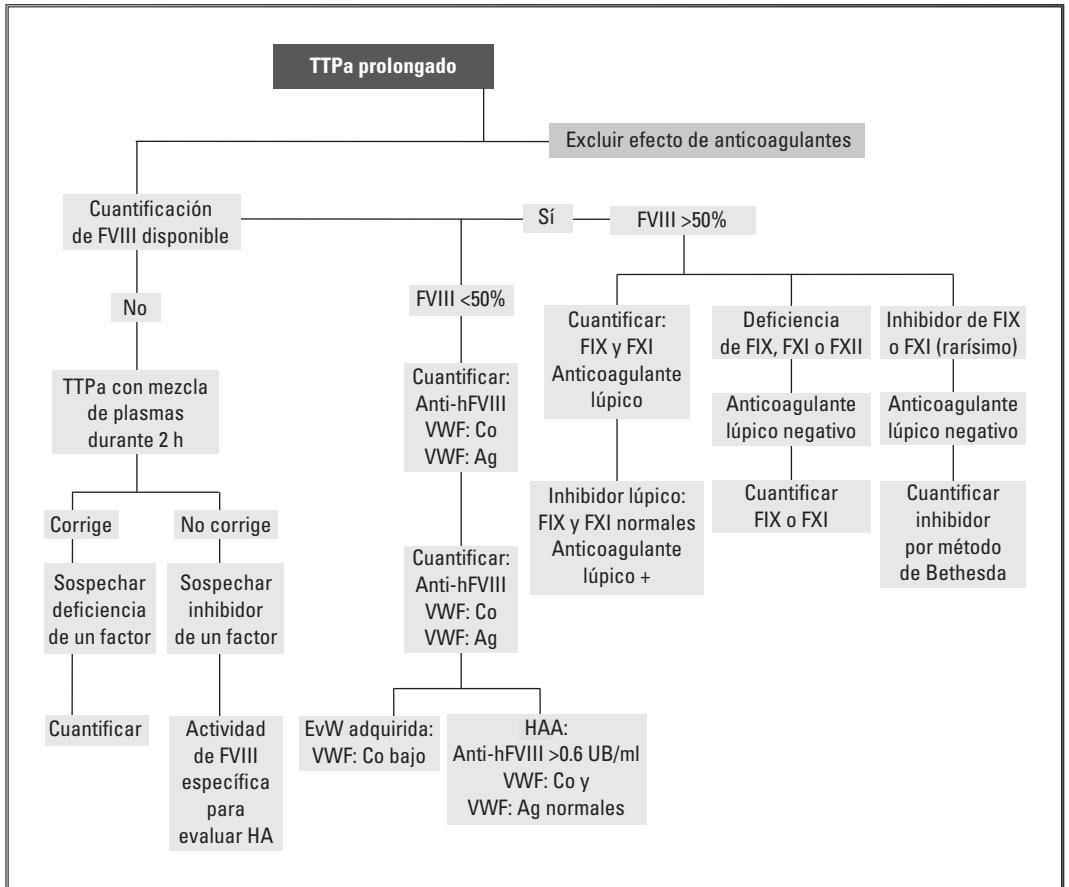 TTPa prolongado
Excluir efecto de anticoagulantes
Cuantificación
de FVIII disponible
Sí
FVIII >50%
No
FVIII <50%
TTPa con mezcla
de plasmas
durante 2 h
Corrige
No corrige
Sospechar
deficiencia
de un factor
Sospechar
inhibidor
de un factor
Cuantificar
Actividad
de FVIII
específica
para
evaluar HA
Cuantificar:
Anti-hFVIII
VWF: Co
VWF: Ag
Cuantificar:
Anti-hFVIII
VWF: Co
VWF: Ag
EvW adquirida:
VWF: Co bajo
HAA:
Anti-hFVIII >0.6 UB/ml
VWF: Co y
VWF: Ag normales
Cuantificar:
FIX y FXI
Anticoagulante
lúpico
Inhibidor lúpico:
FIX y FXI normales
Anticoagulante
lúpico +
Deficiencia
de FIX, FXI o FXII
Anticoagulante
lúpico negativo
Cuantificar
FIX o FXI
Inhibidor de FIX
o FXI (rarísimo)
Anticoagulante
lúpico negativo
Cuantificar
inhibidor
por método
de Bethesda